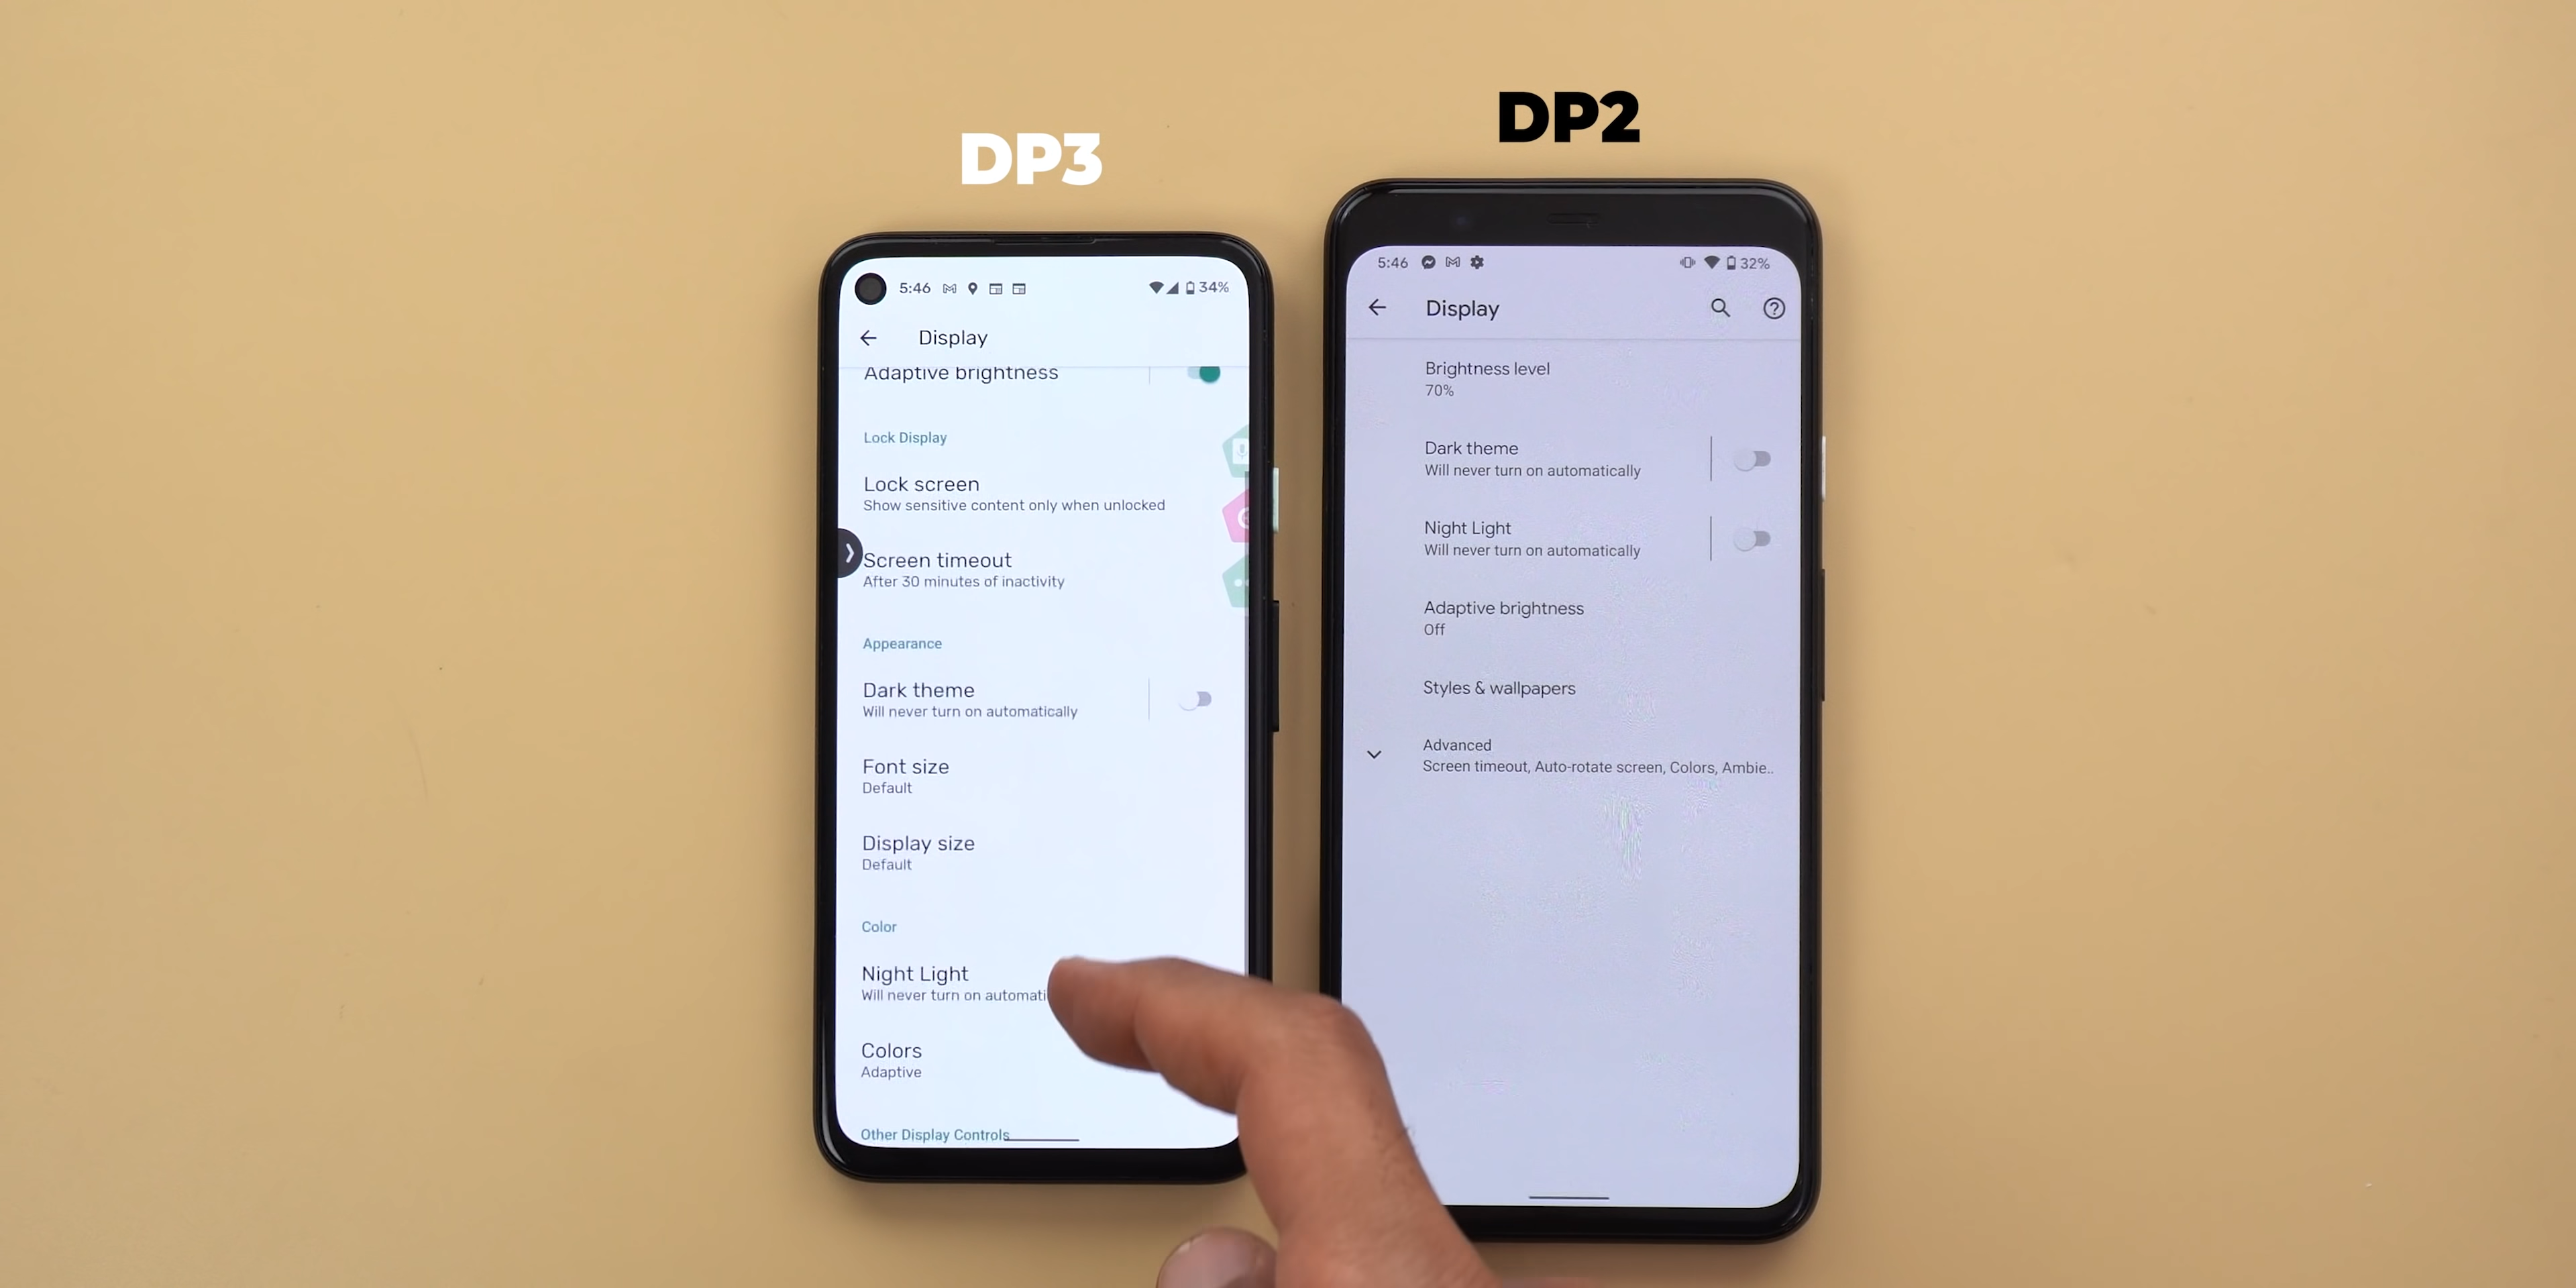 DP3
DP2
5:46
34%
Display
Adaptive brightness
Lock Display
Lock screen
Show sensitive content only when unlocked
Screen timeout
After 30 minutes of inactivity
Appearance
Dark theme
Will never turn on automatically
Font size
Default
Display size
Default
Color
Night Light
Will never turn on automati
Colors
Adaptive
Other Display Controls
5:46
32%
Display
Brightness level
70%
Dark theme
Will never turn on automatically
Night Light
Will never turn on automatically
Adaptive brightness
Off
Styles & wallpapers
Advanced
Screen timeout, Auto-rotate screen, Colors, Ambie..